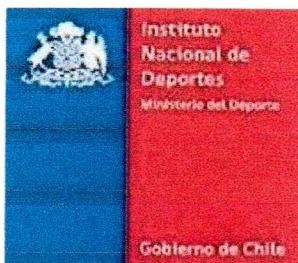 Instituto
Nacional de
Deportes
Ministerio del Deporte
Gobierno de Chile